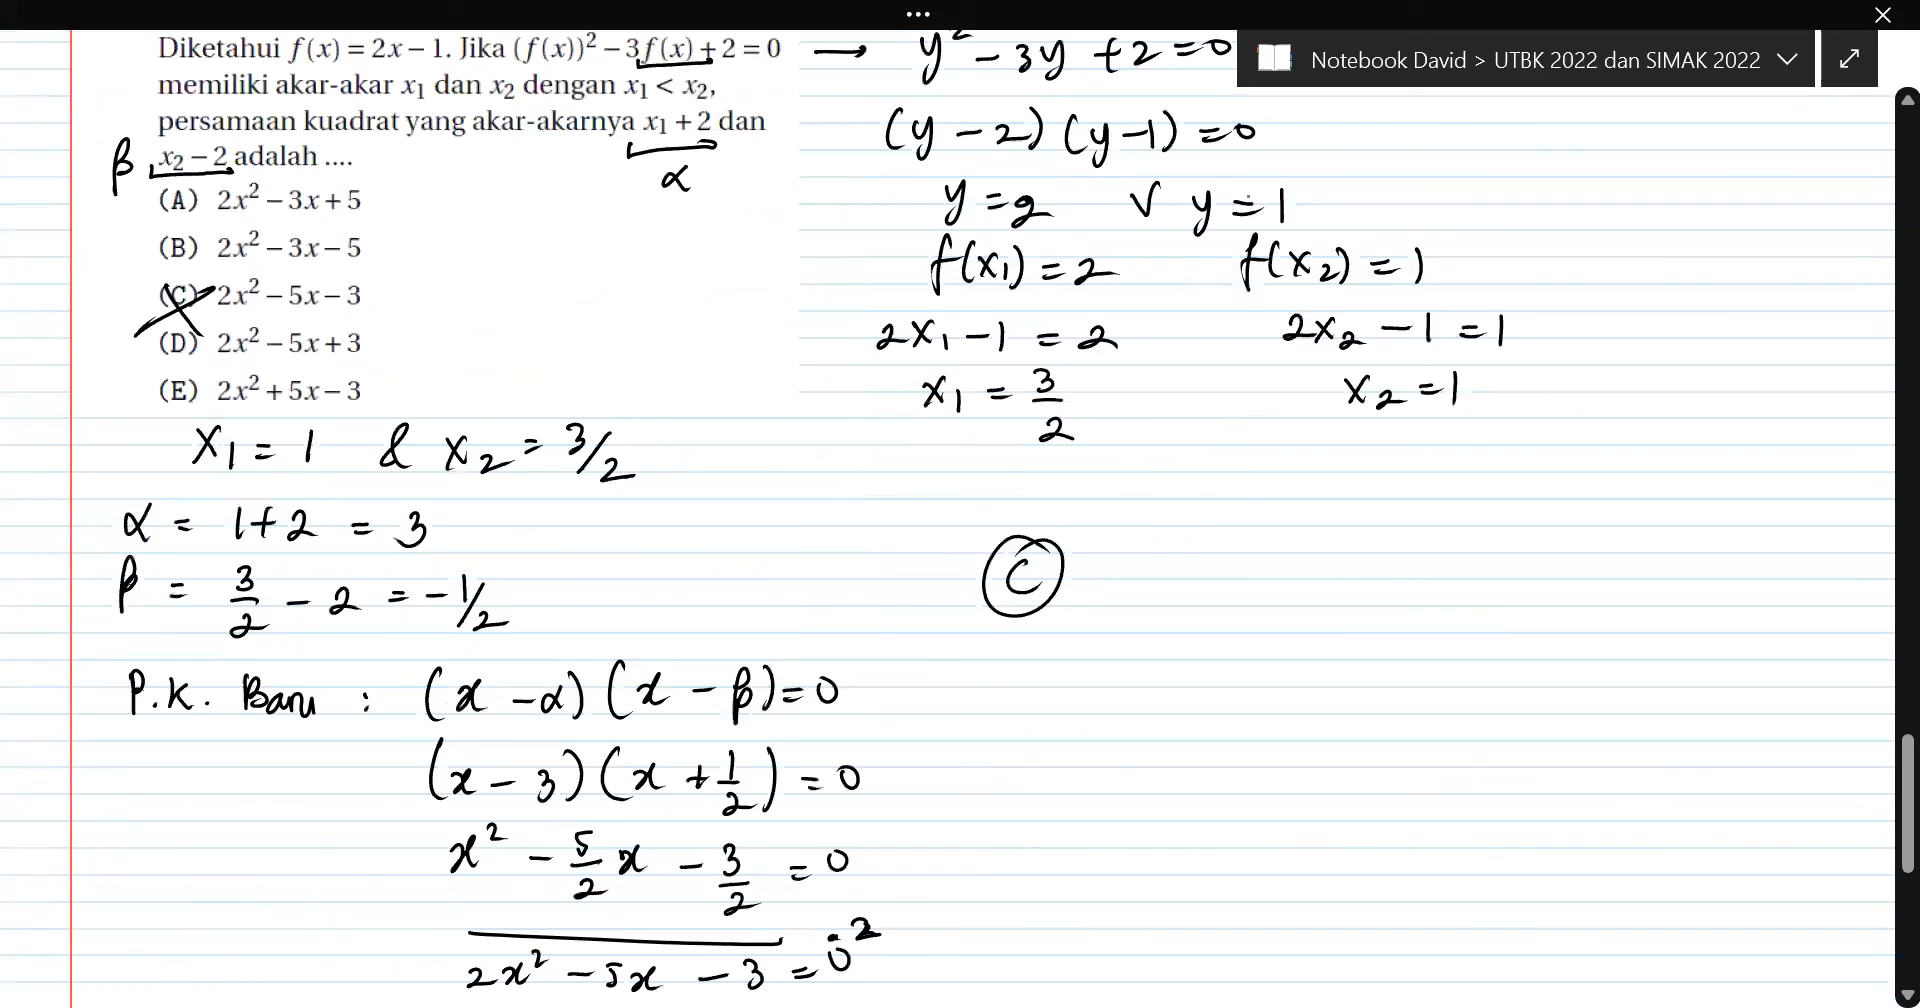 Diketahui f(x) = 2x − 1. Jika (f(x))² − 3f(x) + 2 = 0
memiliki akar-akar x₁ dan x₂ dengan x₁ < x₂,
persamaan kuadrat yang akar-akarnya x₁ + 2 dan
x₂ − 2 adalah ....
β
α
(A) 2x² − 3x + 5
(B) 2x² − 3x − 5
(C) 2x² − 5x − 3
(D) 2x² − 5x + 3
(E) 2x² + 5x − 3
x₁ = 1 & x₂ = 3/2
α = 1+2 = 3
β = 3/2 − 2 = −1/2
P.K. Baru : (x − α)(x − β) = 0
(x − 3)(x + 1/2) = 0
x² − 5/2 x − 3/2 = 0
·2
2x² − 5x − 3 = 0
→ y² − 3y + 2 = 0
(y − 2)(y − 1) = 0
y = 2 ∨ y = 1
f(x₁) = 2 f(x₂) = 1
2x₁ − 1 = 2 2x₂ − 1 = 1
x₁ = 3/2 x₂ = 1
C
Notebook David > UTBK 2022 dan SIMAK 2022